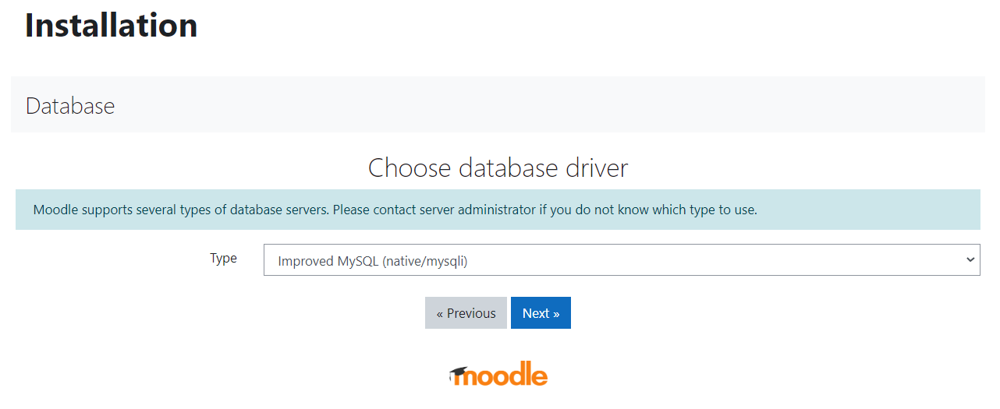 Installation
Database
Choose database driver
Moodle supports several types of database servers. Please contact server administrator if you do not know which type to use.
Type Improved MySQL (native/mysqli)
« Previous Next »
moodle